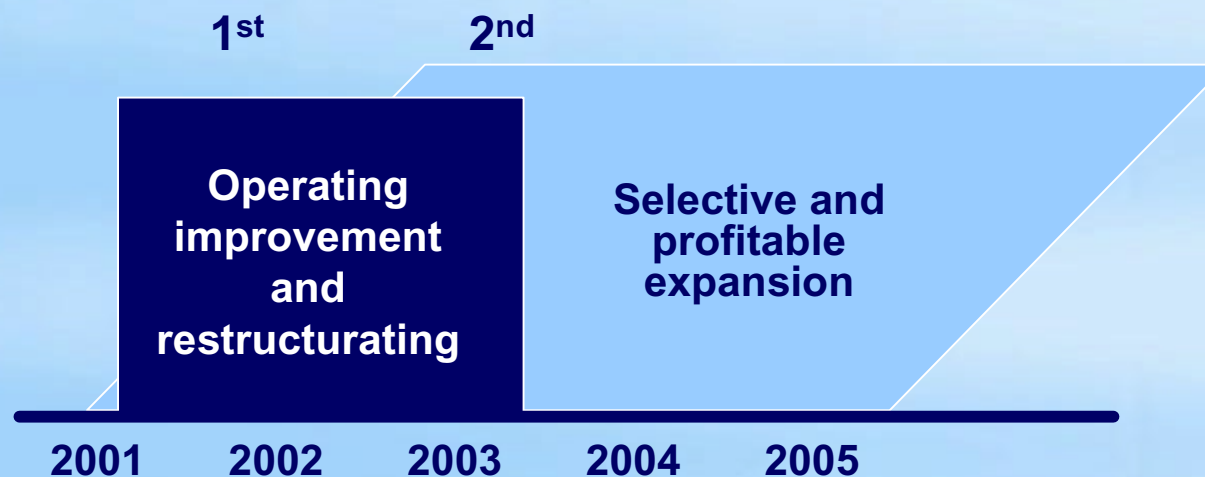 1st
2nd
Operating
improvement
and
restructurating
Selective and
profitable
expansion
2001 2002 2003 2004 2005